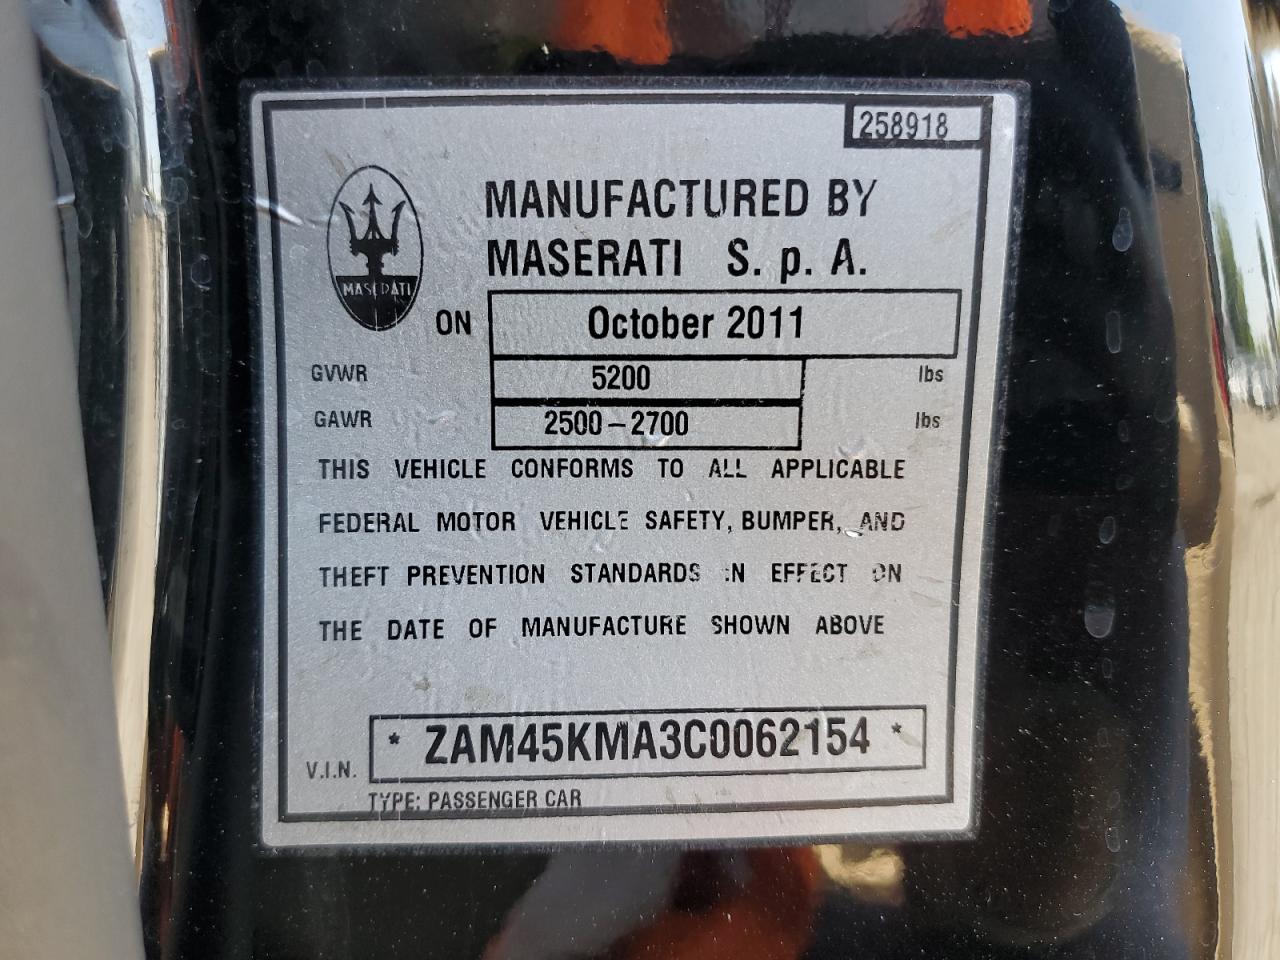 258918
MANUFACTURED BY
MASERATI S. p. A.
MASERATI
ON October 2011
GVWR 5200 lbs
GAWR 2500-2700 lbs
THIS VEHICLE CONFORMS TO ALL APPLICABLE
FEDERAL MOTOR VEHICLE SAFETY, BUMPER, AND
THEFT PREVENTION STANDARDS IN EFFECT ON
THE DATE OF MANUFACTURE SHOWN ABOVE
V.I.N. * ZAM45KMA3C0062154 *
TYPE: PASSENGER CAR